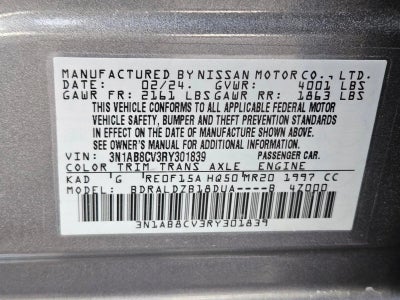 MANUFACTURED BY NISSAN MOTOR CO., LTD.
DATE: 02/24. GVWR: 4001 LBS
GAWR FR: 2161 LBS GAWR RR: 1863 LBS
THIS VEHICLE CONFORMS TO ALL APPLICABLE FEDERAL MOTOR
VEHICLE SAFETY, BUMPER AND THEFT PREVENTION STANDARDS
IN EFFECT ON THE DATE OF MANUFACTURE SHOWN ABOVE.
SEE OWNER'S MANUAL FOR ADDITIONAL INFORMATION
VIN: 3N1AB8CV3RY301839 PASSENGER CAR.
COLOR TRIM TRANS AXLE ENGINE
KAD 'G RE0F15A HQ50 MR20 1997 CC
MODEL: BDRALDZB18DUA----B 4Z000
3N1AB8CV3RY301839